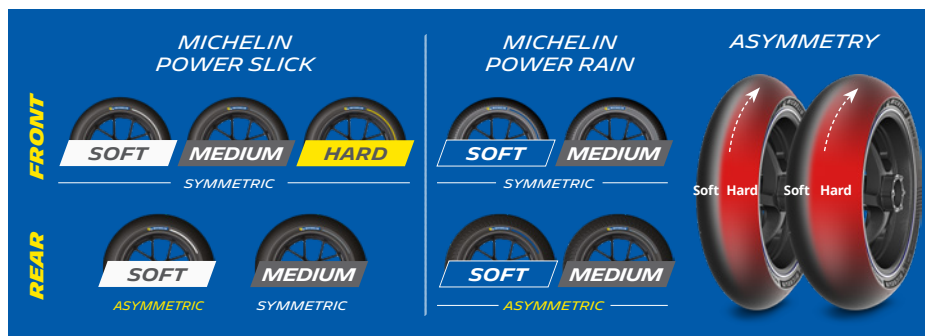 MICHELIN
POWER SLICK
MICHELIN
POWER RAIN
ASYMMETRY
FRONT
SOFT
MEDIUM
HARD
SYMMETRIC
SOFT
MEDIUM
SYMMETRIC
Soft Hard
Soft Hard
REAR
SOFT
MEDIUM
ASYMMETRIC
SYMMETRIC
SOFT
MEDIUM
ASYMMETRIC